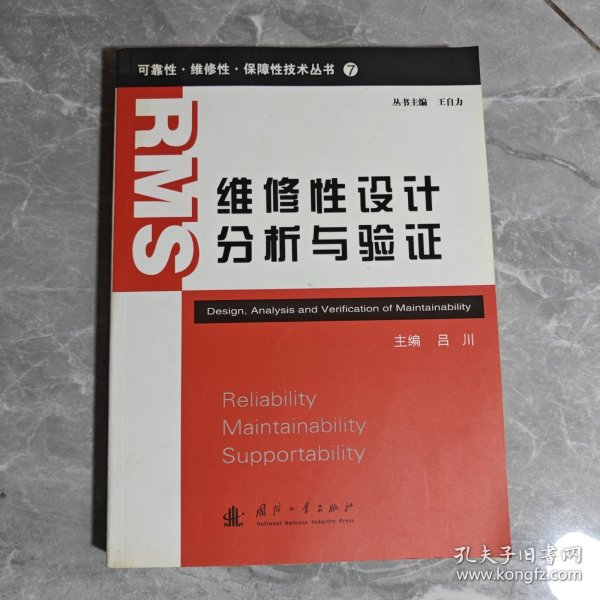 可靠性·维修性·保障性技术丛书 7
丛书主编 王自力
RMS
维修性设计
分析与验证
Design, Analysis and Verification of Maintainability
主编 吕川
Reliability
Maintainability
Supportability
国防工业出版社
National Defense Industry Press
孔夫子旧书网
www.kongfz.com